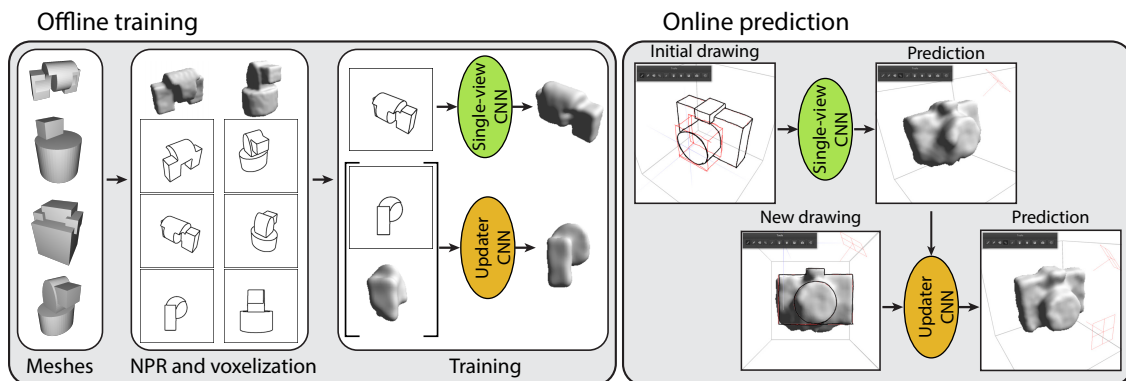 Offline training
Online prediction
Single-view
CNN
Updater
CNN
Meshes
NPR and voxelization
Training
Initial drawing
Prediction
Single-view
CNN
New drawing
Prediction
Updater
CNN